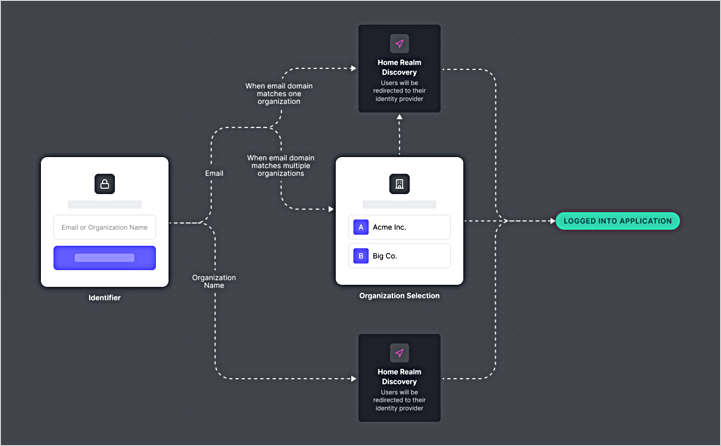 Home Realm
Discovery
Users will be
redirected to their
identity provider
When email domain
matches one
organization
Email
When email domain
matches multiple
organizations
Email or Organization Name
Identifier
A Acme Inc.
B Big Co.
Organization Selection
LOGGED INTO APPLICATION
Organization
Name
Home Realm
Discovery
Users will be
redirected to their
identity provider